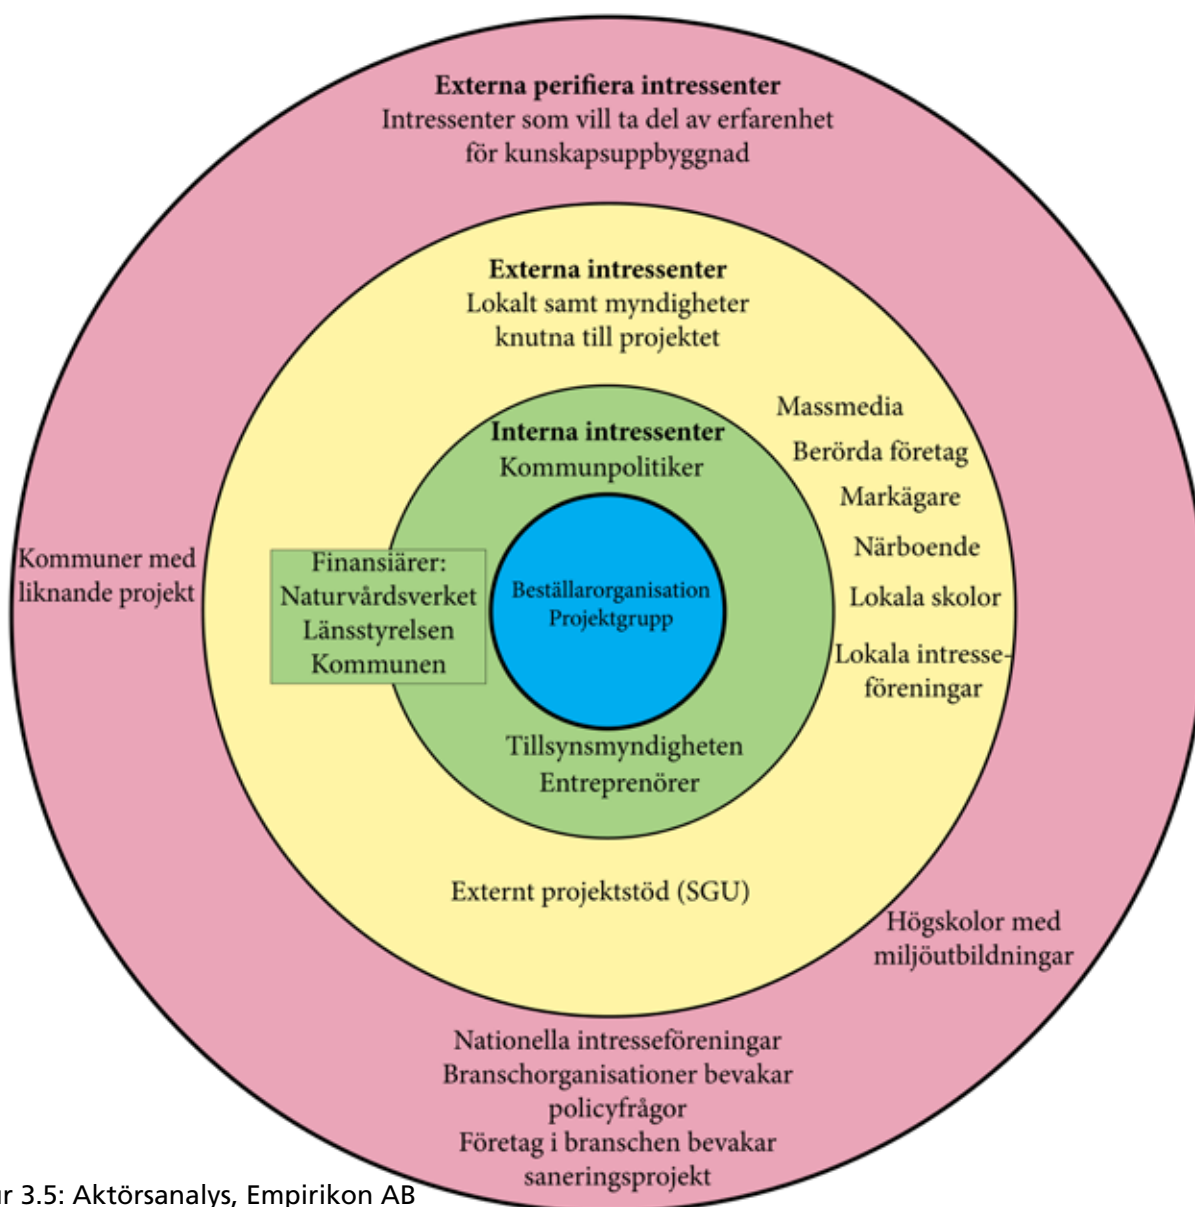 Externa perifiera intressenter
Intressenter som vill ta del av erfarenhet
för kunskapsuppbyggnad
Externa intressenter
Lokalt samt myndigheter
knutna till projektet
Interna intressenter
Kommunpolitiker
Massmedia
Berörda företag
Markägare
Närboende
Lokala skolor
Lokala intresse-
föreningar
Kommuner med
liknande projekt
Finansiärer:
Naturvårdsverket
Länsstyrelsen
Kommunen
Beställarorganisation
Projektgrupp
Tillsynsmyndigheten
Entreprenörer
Externt projektstöd (SGU)
Högskolor med
miljöutbildningar
Nationella intresseföreningar
Branschorganisationer bevakar
policyfrågor
Företag i branschen bevakar
saneringsprojekt
3.5: Aktörsanalys, Empirikon AB